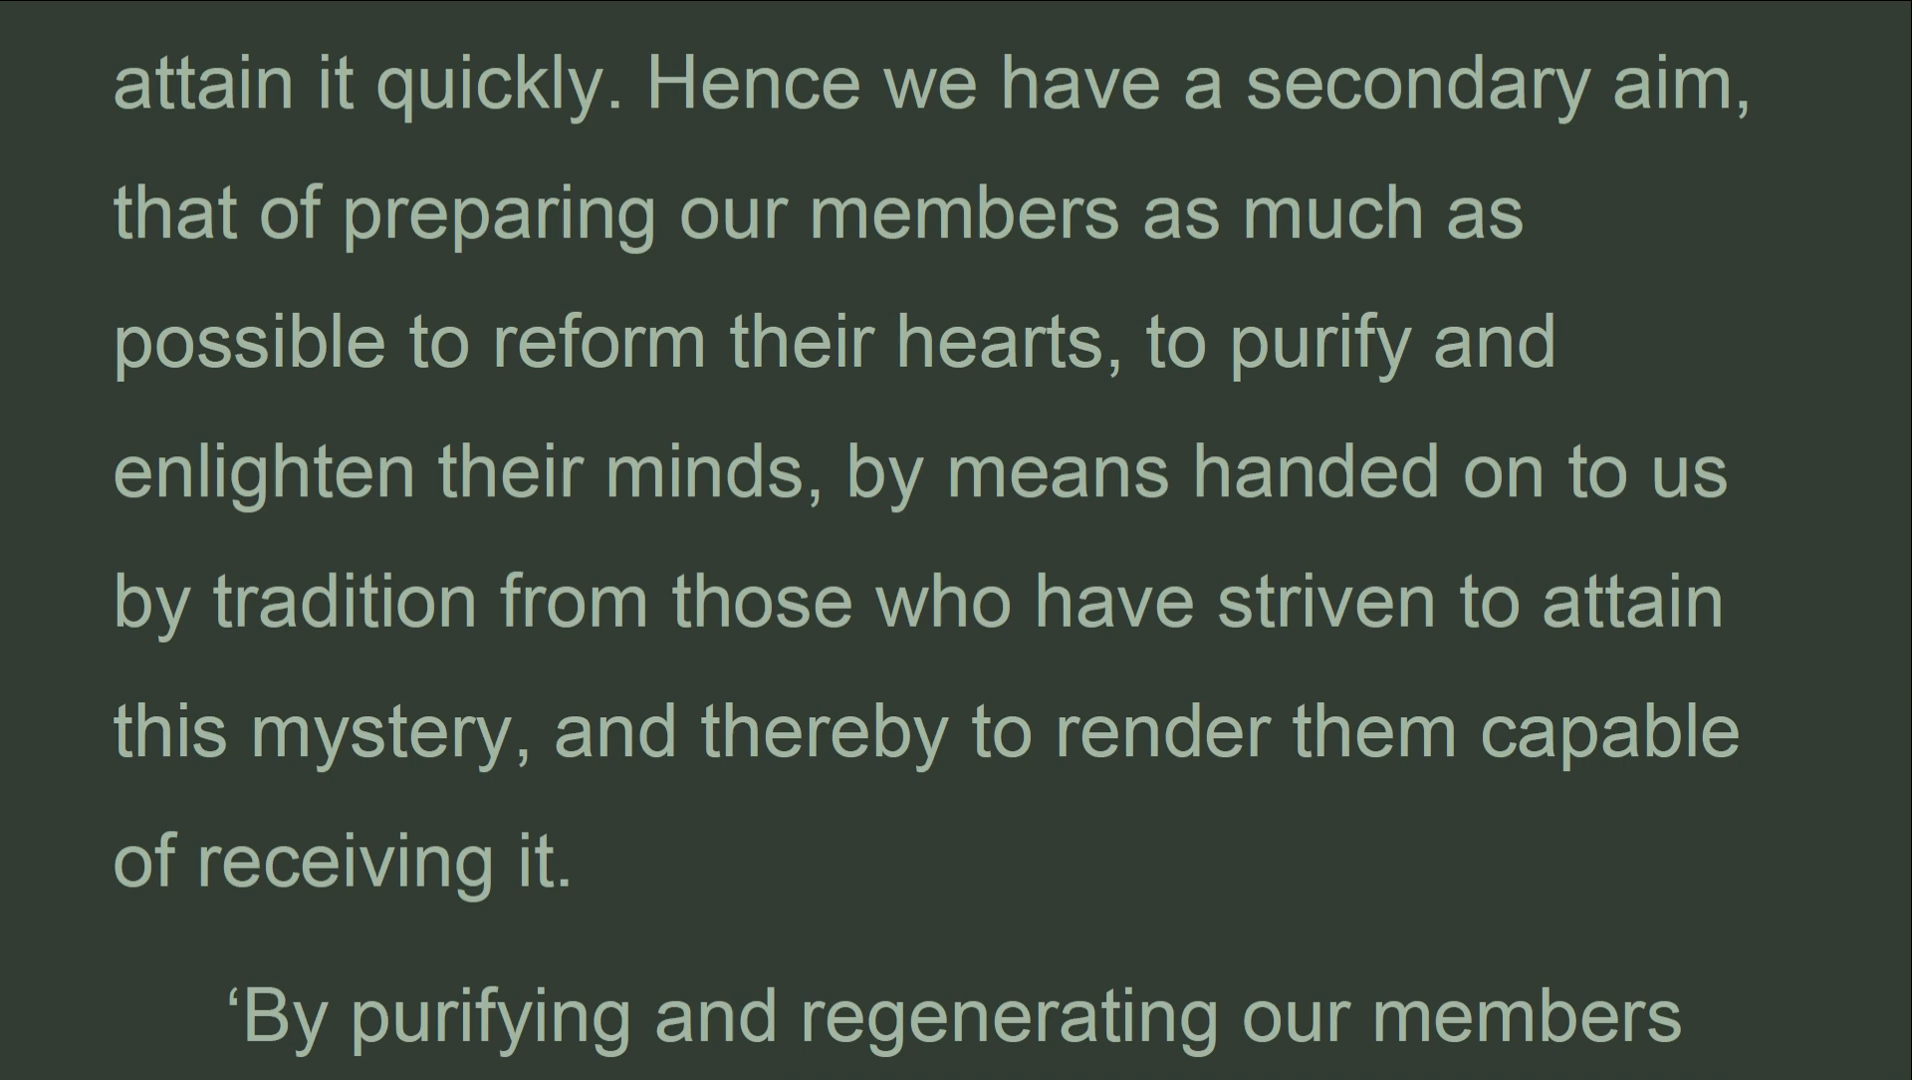 attain it quickly. Hence we have a secondary aim,
that of preparing our members as much as
possible to reform their hearts, to purify and
enlighten their minds, by means handed on to us
by tradition from those who have striven to attain
this mystery, and thereby to render them capable
of receiving it.
‘By purifying and regenerating our members